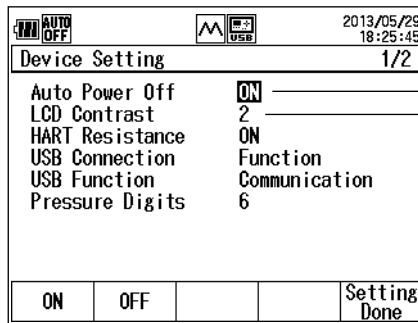 AUTO OFF USB 2013/05/29 18:25:45
Device Setting 1/2
Auto Power Off ON
LCD Contrast 2
HART Resistance ON
USB Connection Function
USB Function Communication
Pressure Digits 6
ON OFF Setting Done